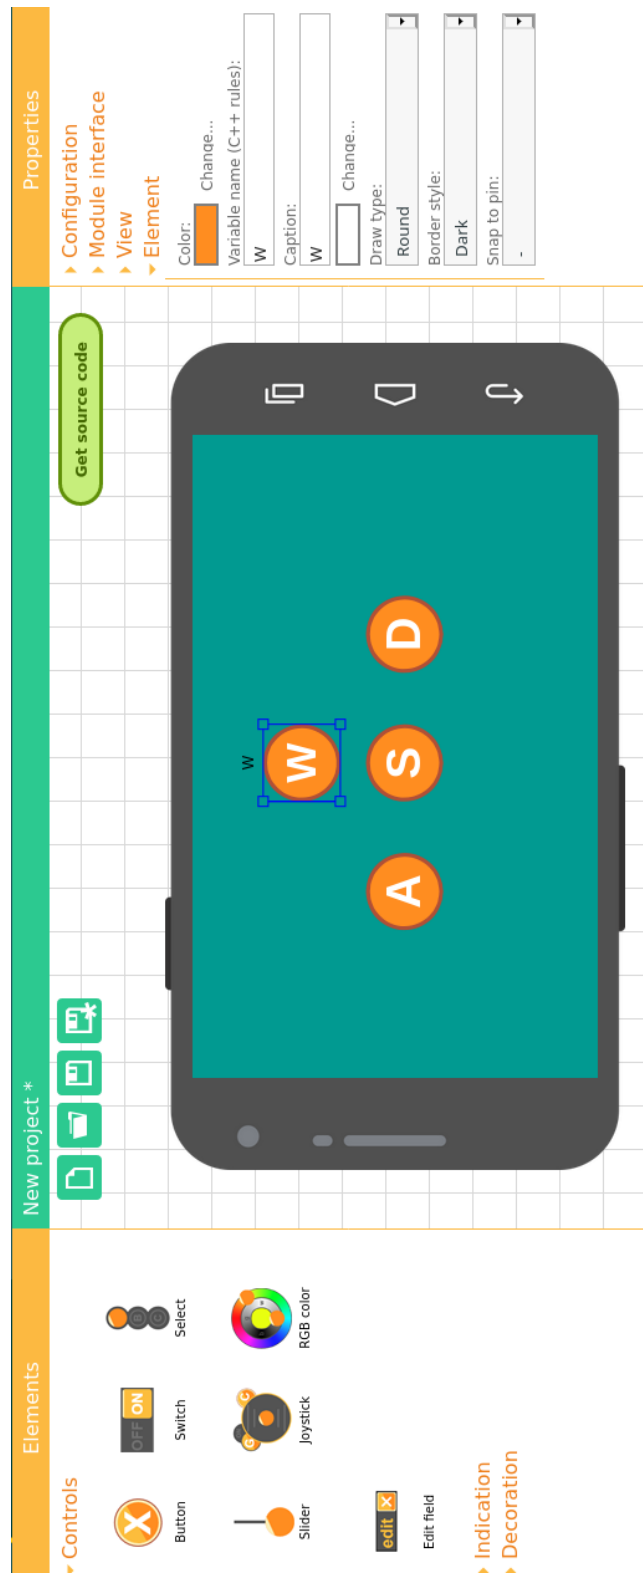 Elements
Controls
Button
Switch
OFF ON
Select
B
C
Slider
Joystick
G
C
RGB color
edit
Edit field
Indication
Decoration
New project *
Get source code
W
W
A
S
D
Properties
Configuration
Module interface
View
Element
Color:
Change...
Variable name (C++ rules):
W
Caption:
W
Change...
Draw type:
Round
Border style:
Dark
Snap to pin:
-